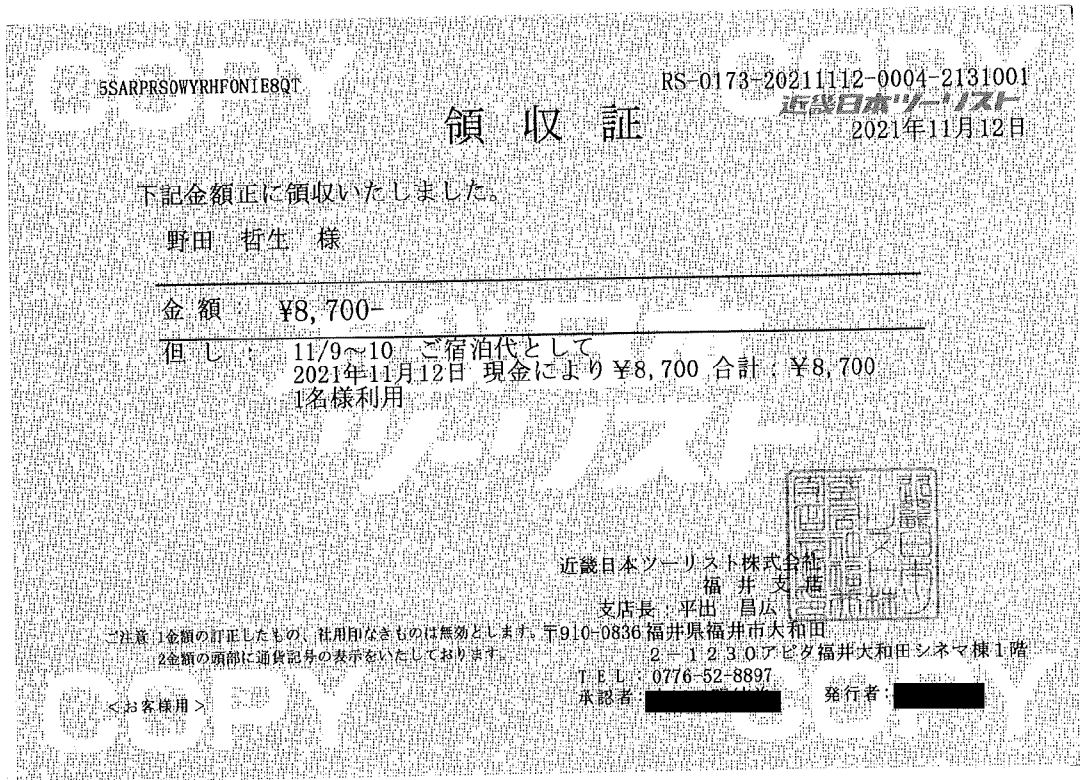 COPY COPY
5SARPRS0WYRHFONIE8QT
RS-0173-20211112-0004-2131001
近畿日本ツーリスト
領収証
2021年11月12日
下記金額正に領収いたしました。
野田 哲生 様
金額: ¥8,700-
但し: 11/9〜10 ご宿泊代として
2021年11月12日 現金により¥8,700 合計:¥8,700
1名様利用
ツーリスト
近畿日本ツーリスト株式会社
福井支店
支店長:平出 昌広
ご注意 1金額の訂正したもの、社用印なきものは無効とします。
〒910-0836福井県福井市大和田
2金額の頭部に通貨記号の表示をいたしております。
2-1230アピタ福井大和田シネマ棟1階
TEL:0776-52-8897
承認者:
発行者:
<お客様用>
COPY COPY